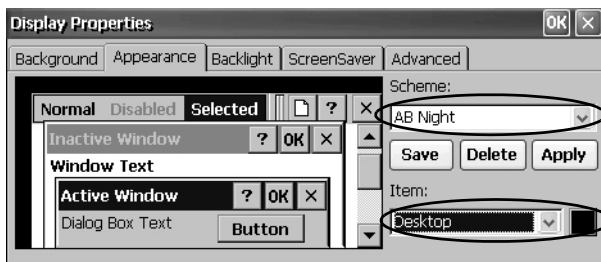 Display Properties OK ×
Background Appearance Backlight ScreenSaver Advanced
Scheme:
Normal Disabled Selected ? ×
AB Night
Inactive Window ? OK ×
Window Text
Save Delete Apply
Active Window ? OK ×
Item:
Dialog Box Text Button
Desktop